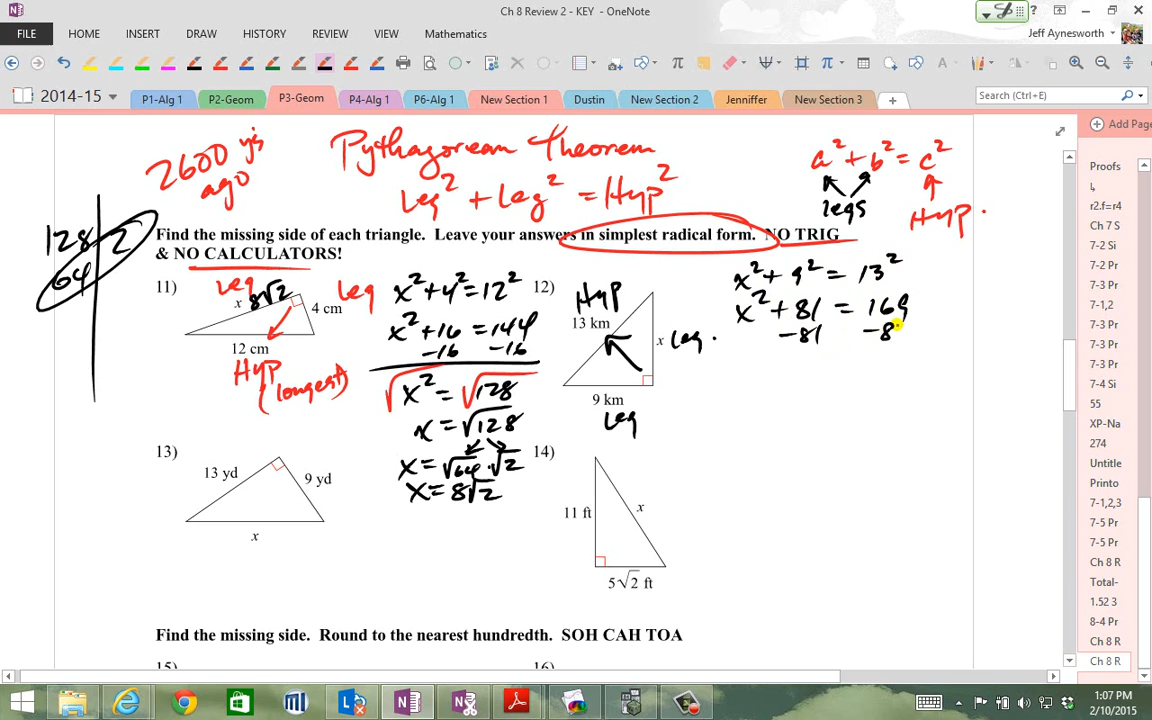 Ch 8 Review 2 - KEY - OneNote
?
Jeff Aynesworth
FILE HOME INSERT DRAW HISTORY REVIEW VIEW Mathematics
2014-15 P1-Alg 1 P2-Geom P3-Geom P4-Alg 1 P6-Alg 1 New Section 1 Dustin New Section 2 Jenniffer New Section 3 +
Search (Ctrl+E)
Add Page
2600 yrs ago
Pythagorean Theorem
leg² + leg² = Hyp²
a² + b² = c²
legs
Hyp.
128 2
64
Find the missing side of each triangle. Leave your answers in simplest radical form. NO TRIG
& NO CALCULATORS!
11)
Leg
x 8√2
Leg
4 cm
12 cm
Hyp
(longest)
x²+4²=12²
x²+16 =144
-16 -16
√x² = √128
x = √128
x= √64 · √2
x= 8√2
12)
Hyp
13 km
x Leg.
9 km
Leg
x² + 9² = 13²
x² + 81 = 169
-81 -8
13)
13 yd
9 yd
x
14)
11 ft
x
5√2 ft
Find the missing side. Round to the nearest hundredth. SOH CAH TOA
15) 16)
Proofs
r2.f=r4
Ch 7 S
7-2 Si
7-2 Pr
7-1,2
7-3 Pr
7-3 Pr
7-3 Pr
7-4 Si
55
XP-Na
274
Untitle
Printo
7-1,2,3
7-5 Pr
7-5 Pr
Ch 8 R
Total-
1.52 3
8-4 Pr
Ch 8 R
Ch 8 R
1:07 PM
2/10/2015